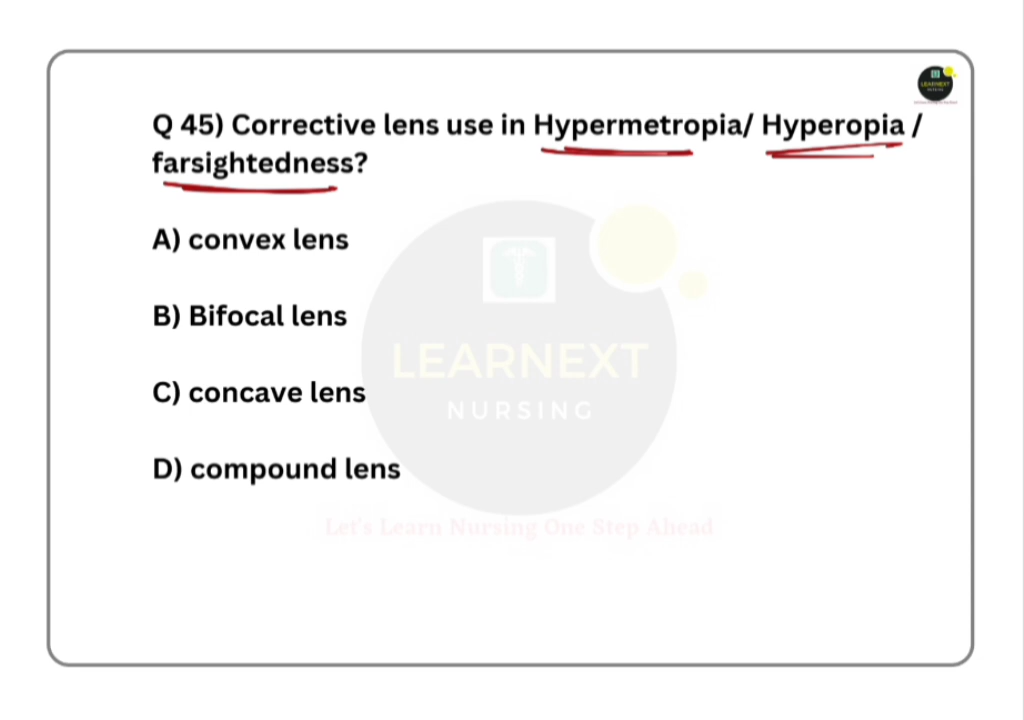 Q 45) Corrective lens use in Hypermetropia/ Hyperopia /
farsightedness?
A) convex lens
B) Bifocal lens
C) concave lens
D) compound lens
LEARNEXT
NURSING
Let's Learn Nursing One Step Ahead
LEARNEXT